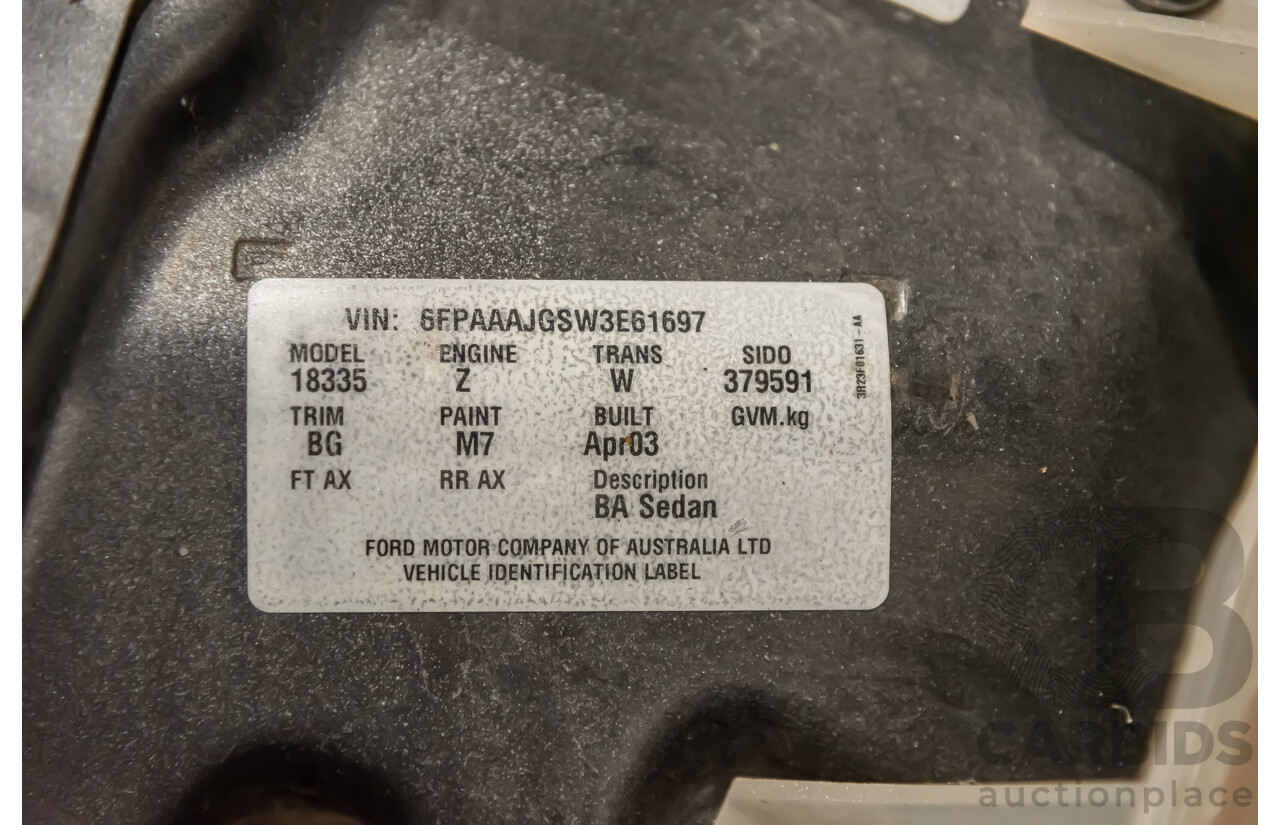 VIN: 6FPAAAJGSW3E61697
MODEL ENGINE TRANS SIDO
18335 Z W 379591
TRIM PAINT BUILT GVM.kg
BG M7 Apr03
FT AX RR AX Description
BA Sedan
FORD MOTOR COMPANY OF AUSTRALIA LTD
VEHICLE IDENTIFICATION LABEL
3R23F01631-AA
B
CARBIDS
auctionplace